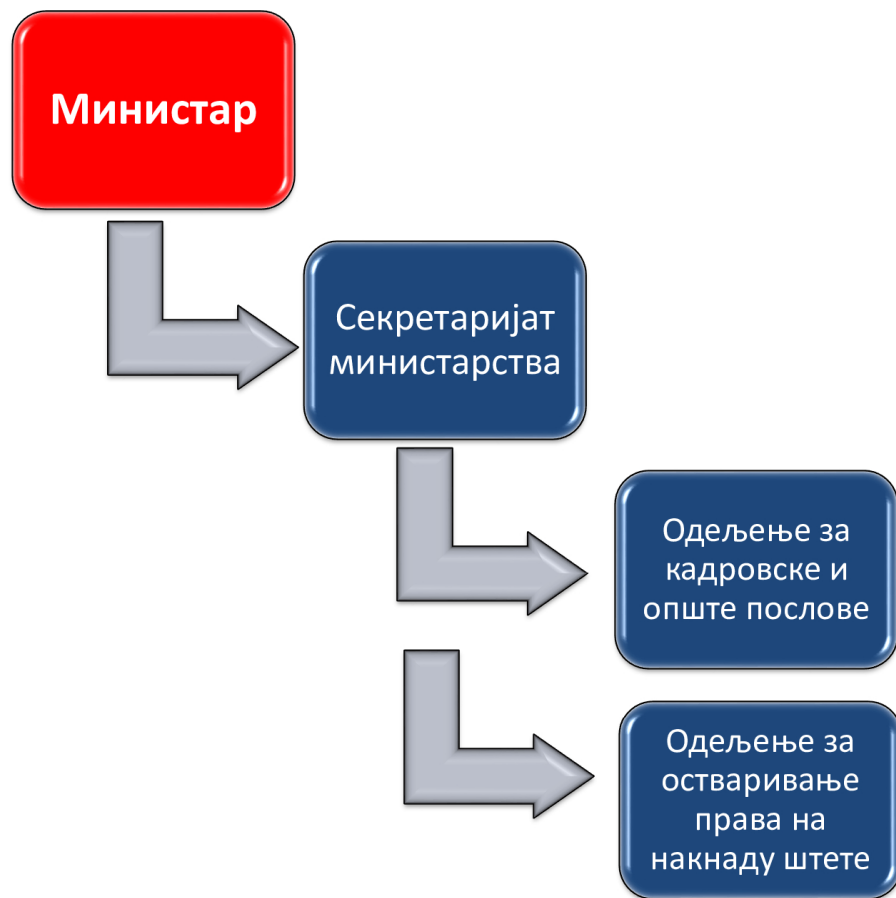 Министар
Секретаријат
министарства
Одељење за
кадровске и
опште послове
Одељење за
остваривање
права на
накнаду штете